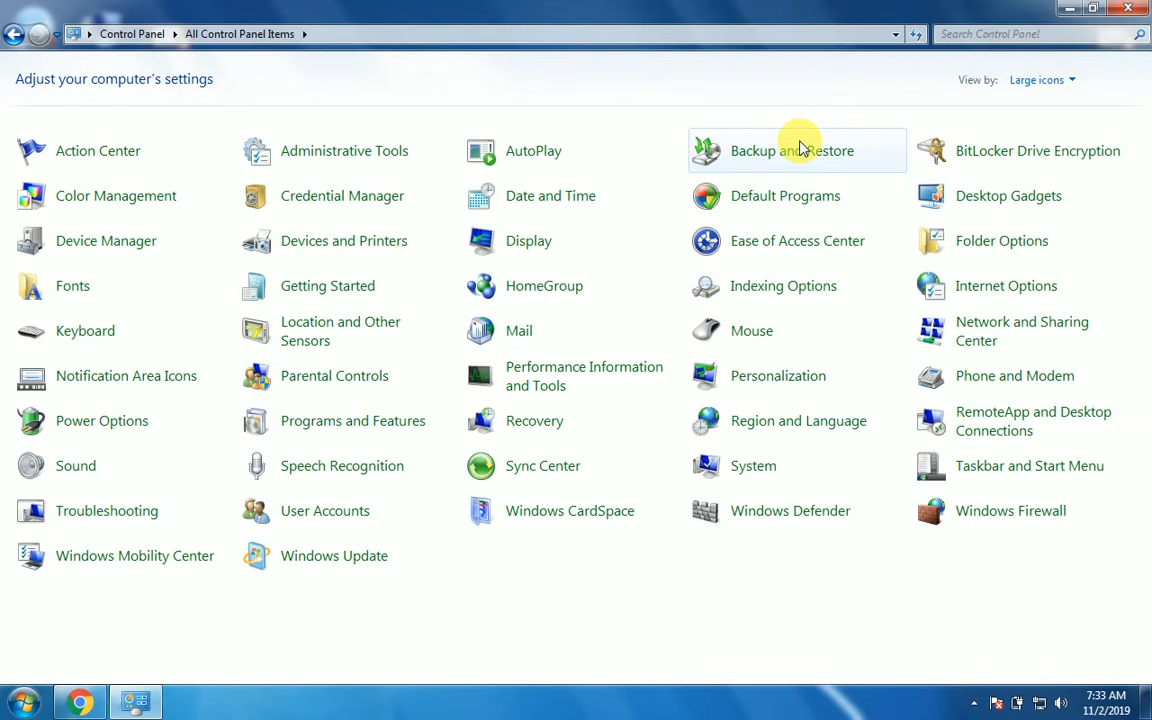 Control Panel
All Control Panel Items
Search Control Panel
Adjust your computer's settings
View by:
Large icons
Action Center
Administrative Tools
AutoPlay
Backup and Restore
BitLocker Drive Encryption
Color Management
Credential Manager
Date and Time
Default Programs
Desktop Gadgets
Device Manager
Devices and Printers
Display
Ease of Access Center
Folder Options
Fonts
Getting Started
HomeGroup
Indexing Options
Internet Options
Keyboard
Location and Other
Sensors
Mail
Mouse
Network and Sharing
Center
Notification Area Icons
Parental Controls
Performance Information
and Tools
Personalization
Phone and Modem
Power Options
Programs and Features
Recovery
Region and Language
RemoteApp and Desktop
Connections
Sound
Speech Recognition
Sync Center
System
Taskbar and Start Menu
Troubleshooting
User Accounts
Windows CardSpace
Windows Defender
Windows Firewall
Windows Mobility Center
Windows Update
7:33 AM
11/2/2019